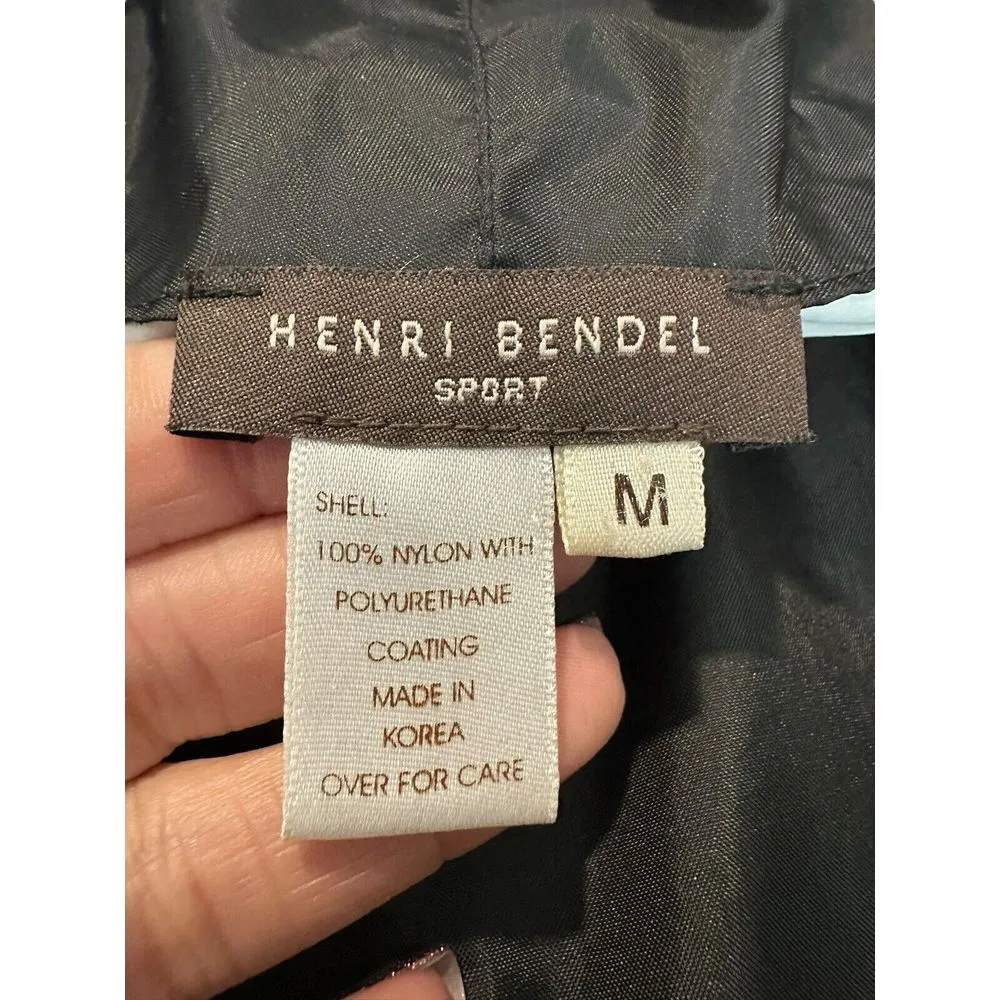 HENRI BENDEL
SPORT
M
SHELL:
100% NYLON WITH
POLYURETHANE
COATING
MADE IN
KOREA
OVER FOR CARE